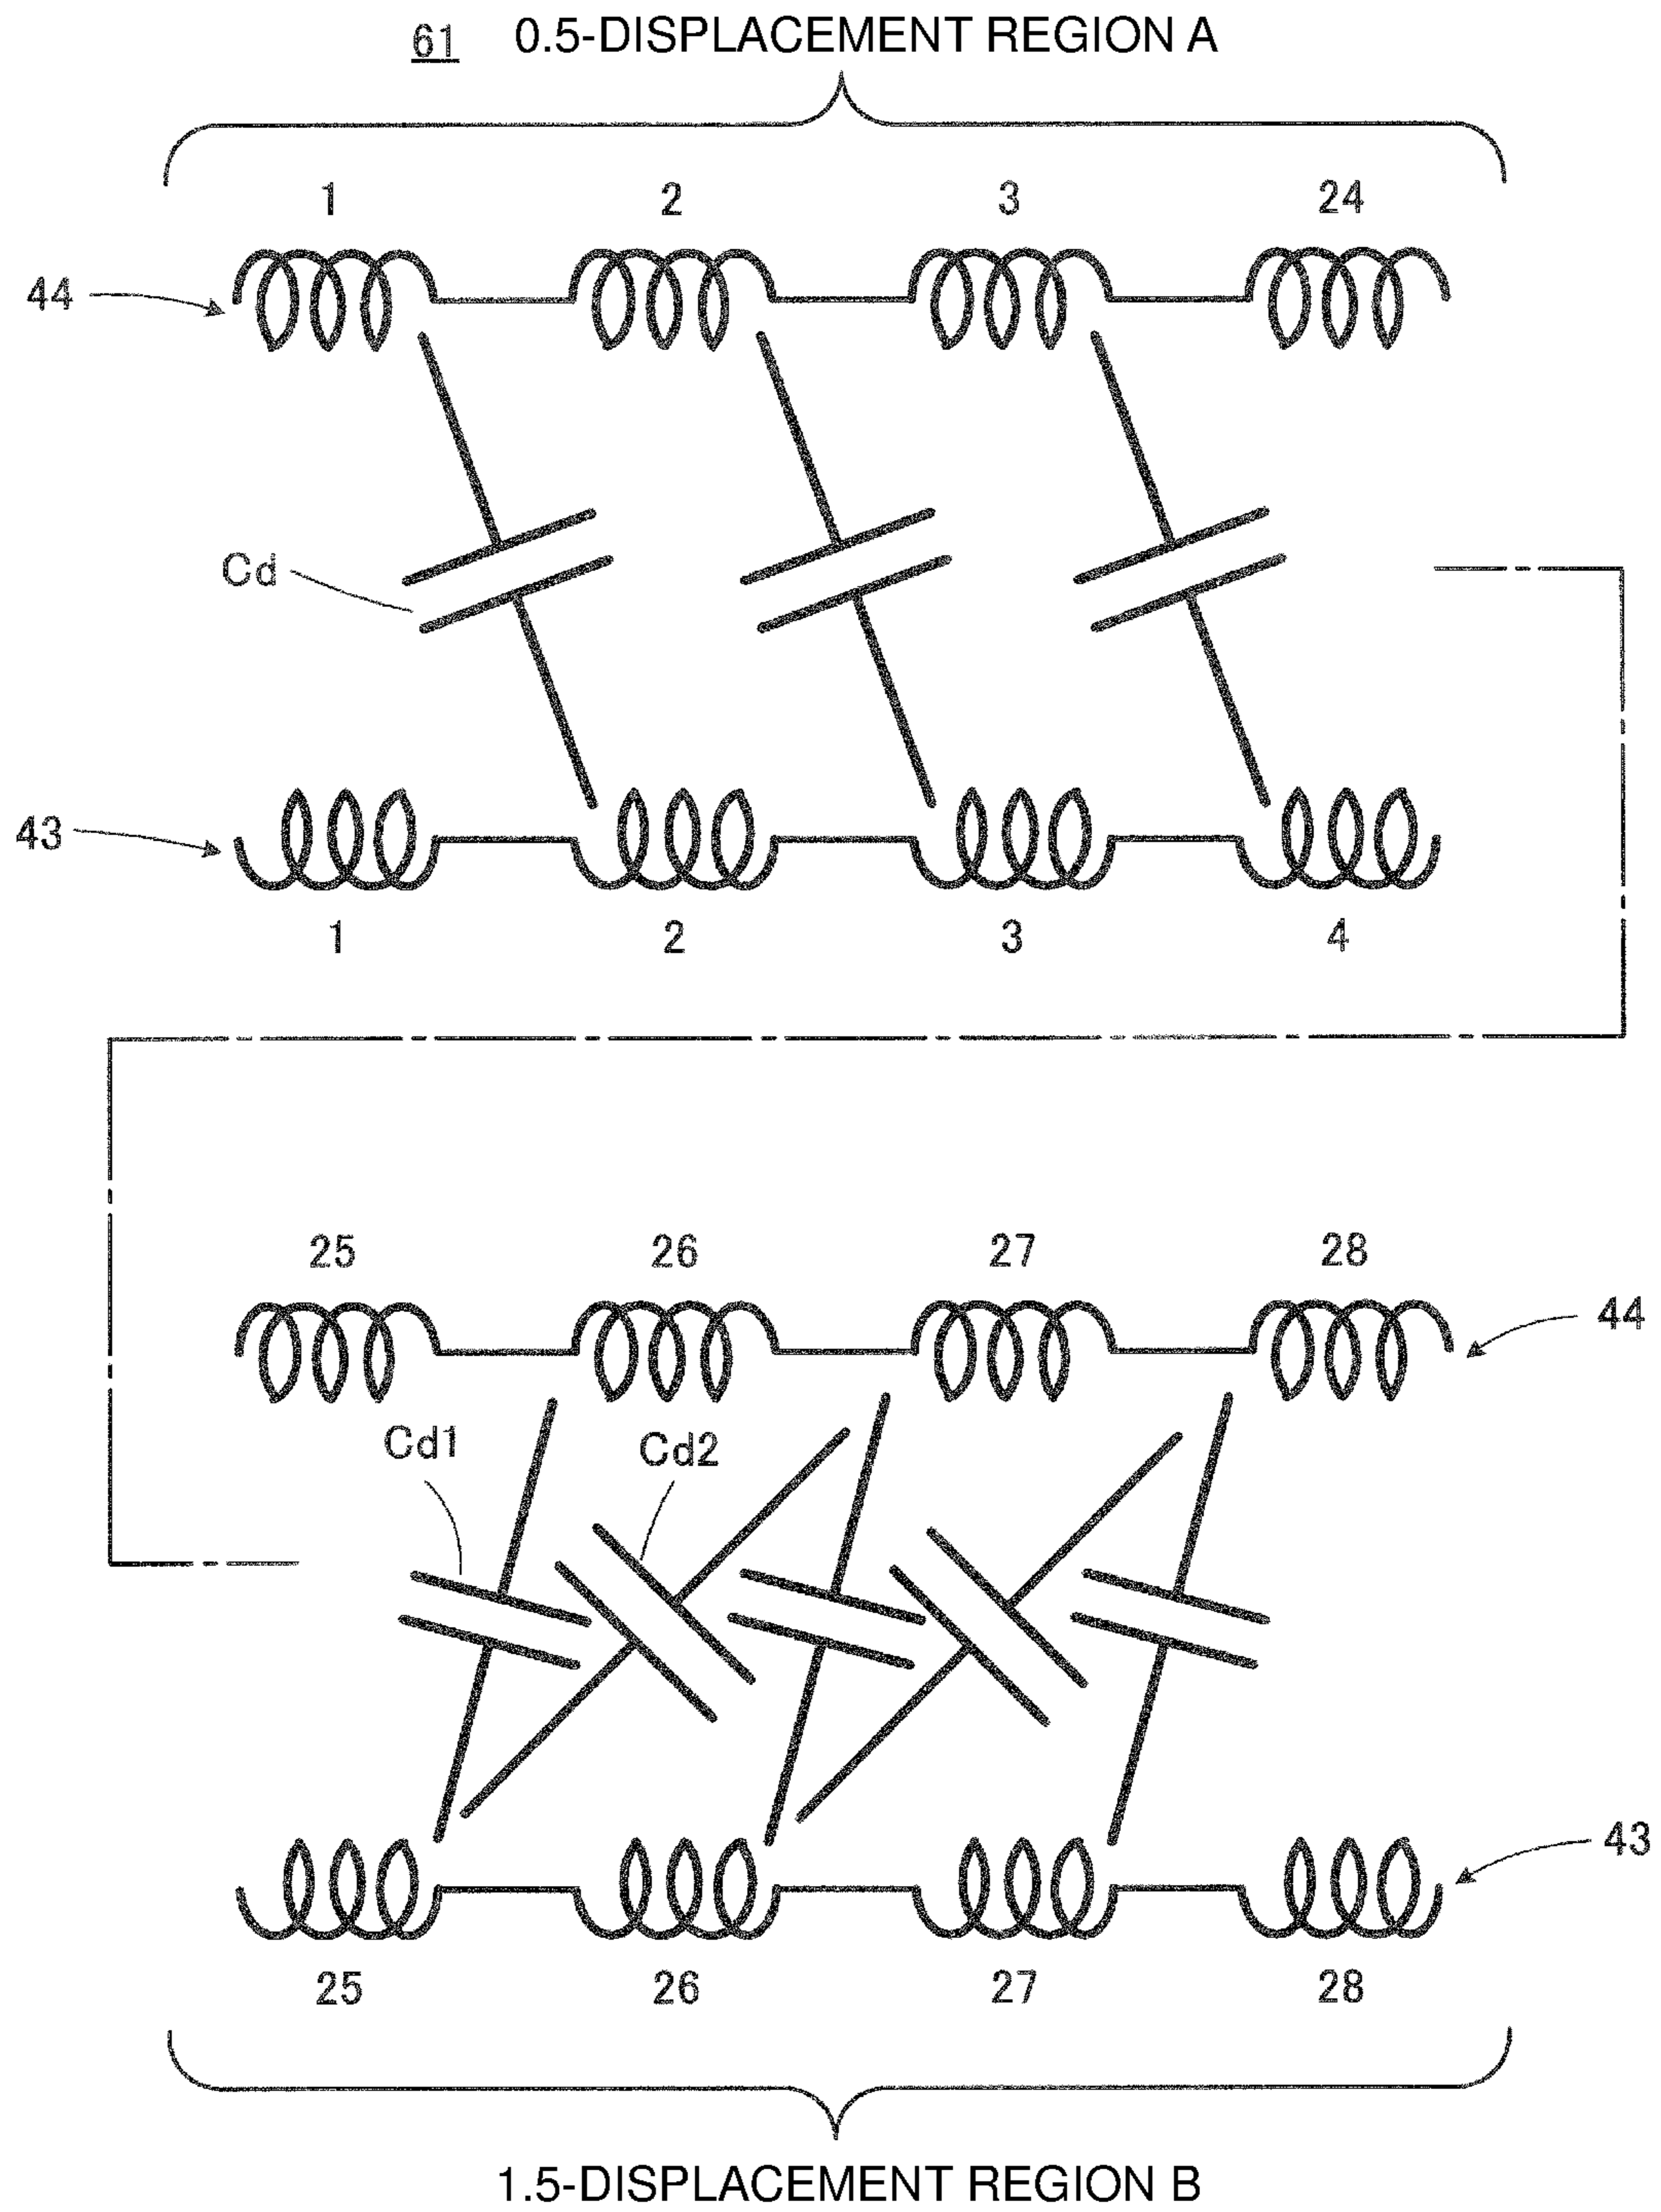 61 0.5-DISPLACEMENT REGION A
1 2 3 24
44
Cd
43
1 2 3 4
25 26 27 28
44
Cd1 Cd2
43
25 26 27 28
1.5-DISPLACEMENT REGION B